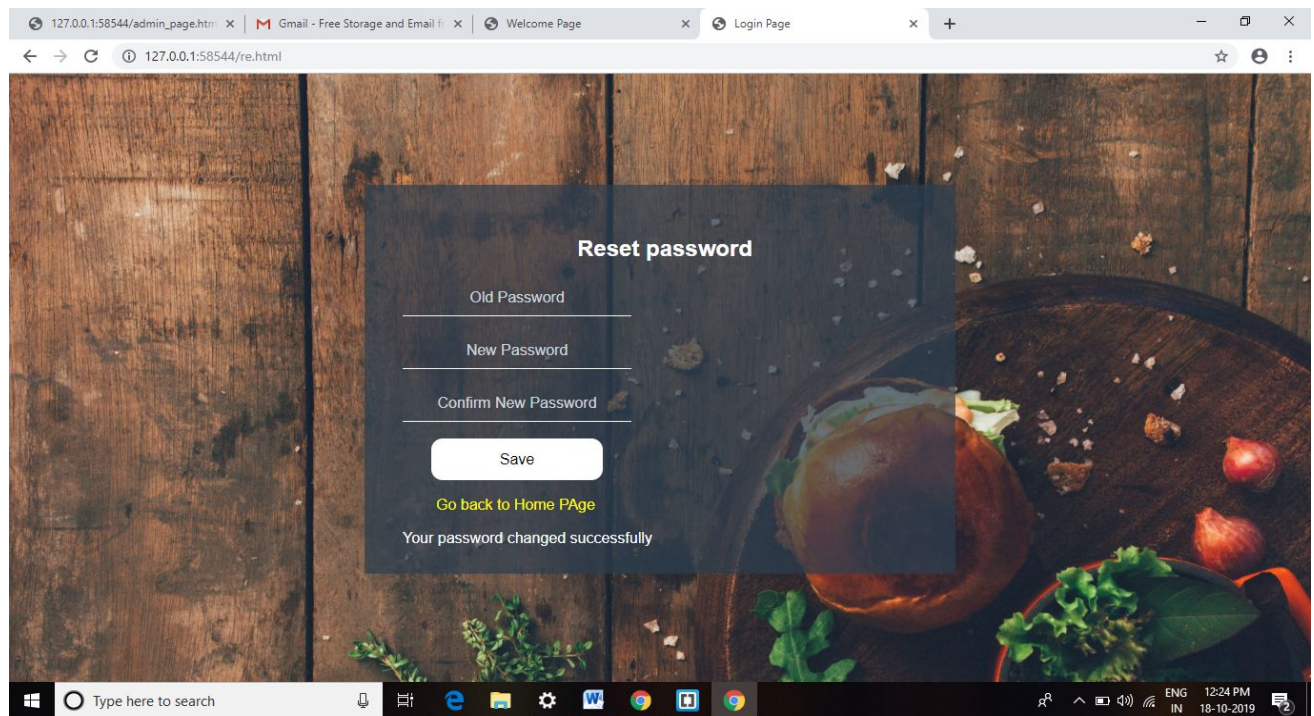 127.0.0.1:58544/admin_page.htm
Gmail - Free Storage and Email fr
Welcome Page
Login Page
127.0.0.1:58544/re.html
Reset password
Old Password
New Password
Confirm New Password
Save
Go back to Home PAge
Your password changed successfully
Type here to search
ENG
IN
12:24 PM
18-10-2019
2